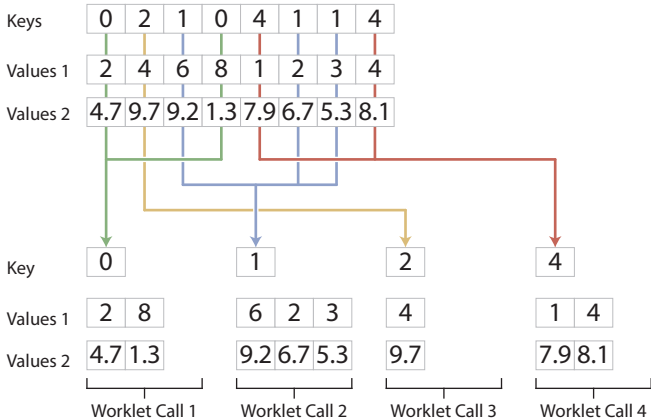 Keys 0 2 1 0 4 1 1 4
Values 1 2 4 6 8 1 2 3 4
Values 2 4.7 9.7 9.2 1.3 7.9 6.7 5.3 8.1
Key 0 1 2 4
Values 1 2 8 6 2 3 4 1 4
Values 2 4.7 1.3 9.2 6.7 5.3 9.7 7.9 8.1
Worklet Call 1 Worklet Call 2 Worklet Call 3 Worklet Call 4